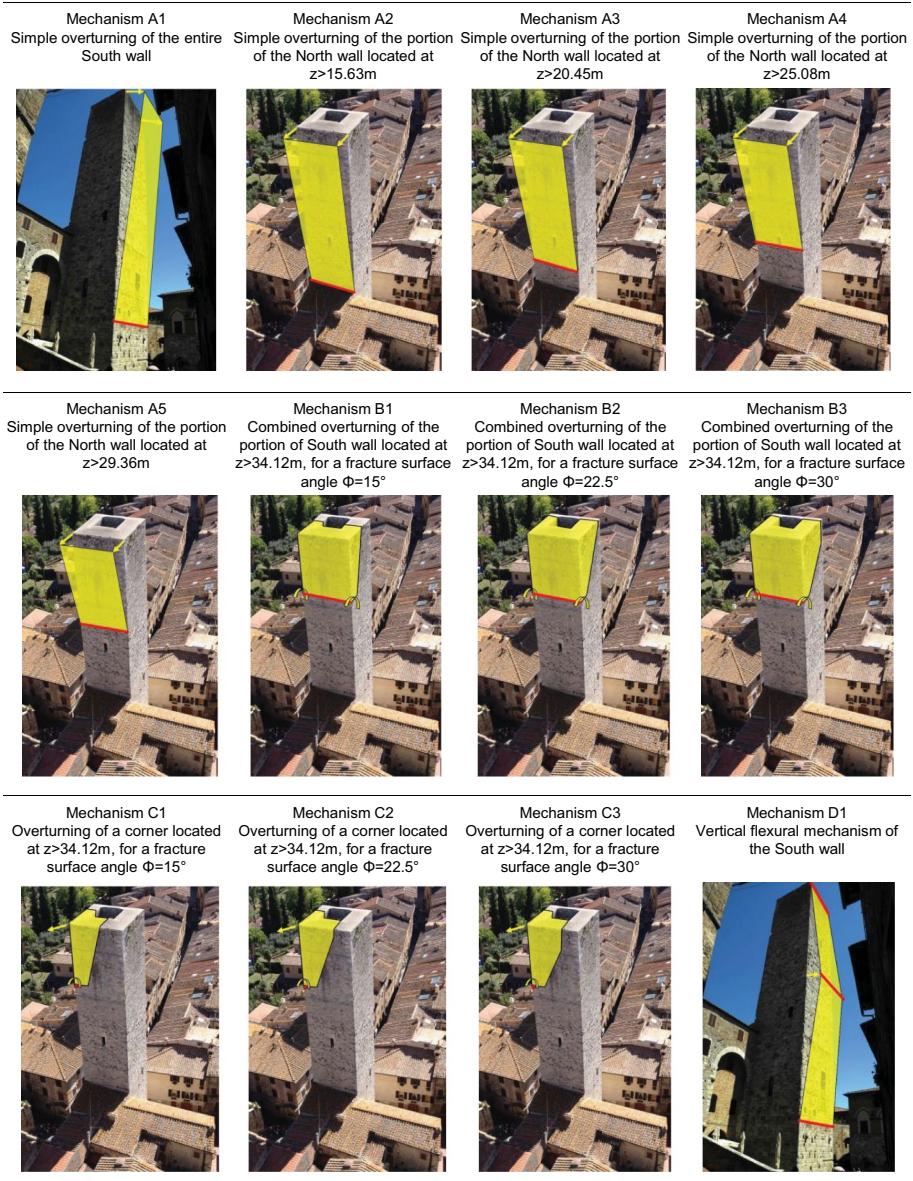 Mechanism A1
Simple overturning of the entire
South wall
Mechanism A2
Simple overturning of the portion
of the North wall located at
z>15.63m
Mechanism A3
Simple overturning of the portion
of the North wall located at
z>20.45m
Mechanism A4
Simple overturning of the portion
of the North wall located at
z>25.08m
Mechanism A5
Simple overturning of the portion
of the North wall located at
z>29.36m
Mechanism B1
Combined overturning of the
portion of South wall located at
z>34.12m, for a fracture surface
angle Φ=15°
Mechanism B2
Combined overturning of the
portion of South wall located at
z>34.12m, for a fracture surface
angle Φ=22.5°
Mechanism B3
Combined overturning of the
portion of South wall located at
z>34.12m, for a fracture surface
angle Φ=30°
Mechanism C1
Overturning of a corner located
at z>34.12m, for a fracture
surface angle Φ=15°
Mechanism C2
Overturning of a corner located
at z>34.12m, for a fracture
surface angle Φ=22.5°
Mechanism C3
Overturning of a corner located
at z>34.12m, for a fracture
surface angle Φ=30°
Mechanism D1
Vertical flexural mechanism of
the South wall